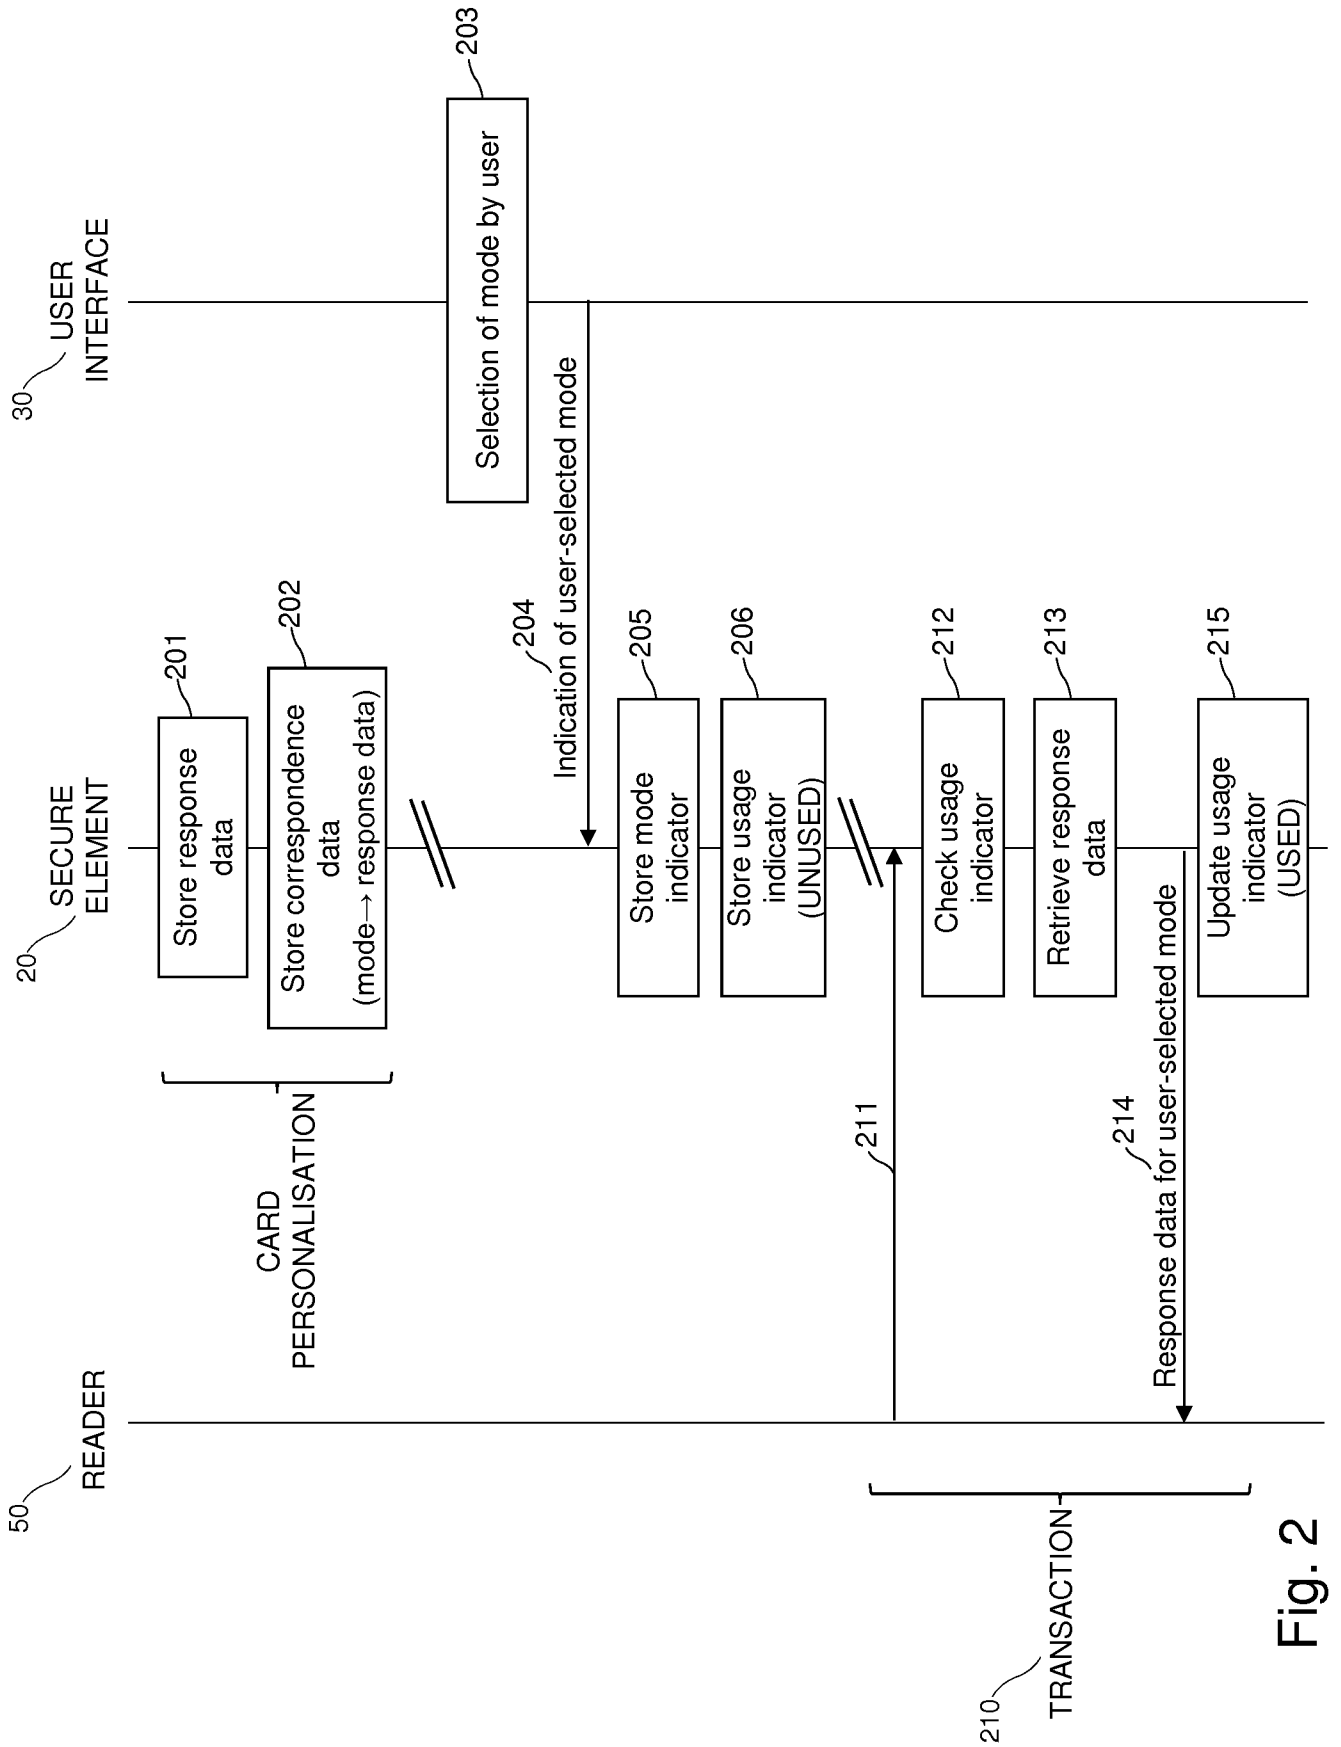 50
READER
20
SECURE
ELEMENT
30
USER
INTERFACE
CARD
PERSONALISATION
Store response
data
201
Store correspondence
data
(mode→response data)
202
Selection of mode by user
203
204
Indication of user-selected mode
Store mode
indicator
205
Store usage
indicator
(UNUSED)
206
210
TRANSACTION
211
Check usage
indicator
212
Retrieve response
data
213
214
Response data for user-selected mode
Update usage
indicator
(USED)
215
Fig. 2